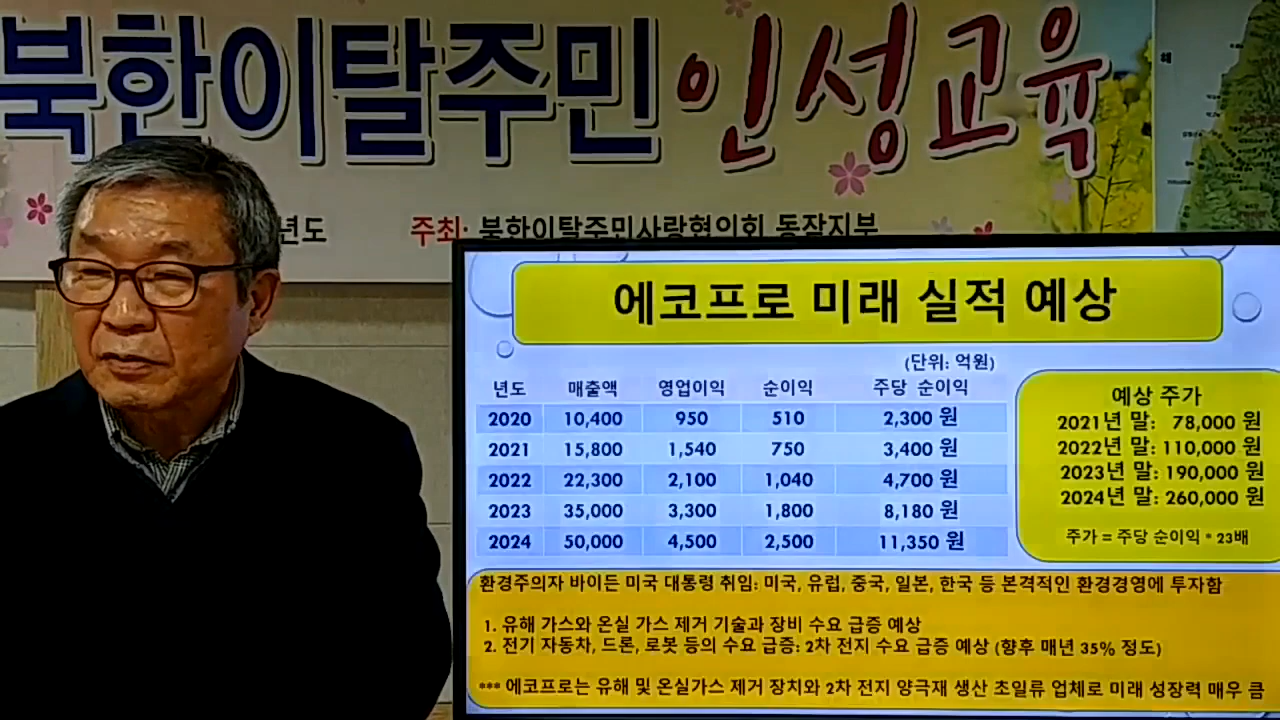 북한이탈주민 인성교육
년도 주최: 북한이탈주민사랑협의회 동작지부
에코프로 미래 실적 예상
(단위: 억원)
년도 매출액 영업이익 순이익 주당 순이익
2020 10,400 950 510 2,300 원
2021 15,800 1,540 750 3,400 원
2022 22,300 2,100 1,040 4,700 원
2023 35,000 3,300 1,800 8,180 원
2024 50,000 4,500 2,500 11,350 원
예상 주가
2021년 말: 78,000 원
2022년 말: 110,000 원
2023년 말: 190,000 원
2024년 말: 260,000 원
주가 = 주당 순이익 * 23배
환경주의자 바이든 미국 대통령 취임: 미국, 유럽, 중국, 일본, 한국 등 본격적인 환경경영에 투자함
1. 유해 가스와 온실 가스 제거 기술과 장비 수요 급증 예상
2. 전기 자동차, 드론, 로봇 등의 수요 급증: 2차 전지 수요 급증 예상 (향후 매년 35% 정도)
*** 에코프로는 유해 및 온실가스 제거 장치와 2차 전지 양극재 생산 초일류 업체로 미래 성장력 매우 큼